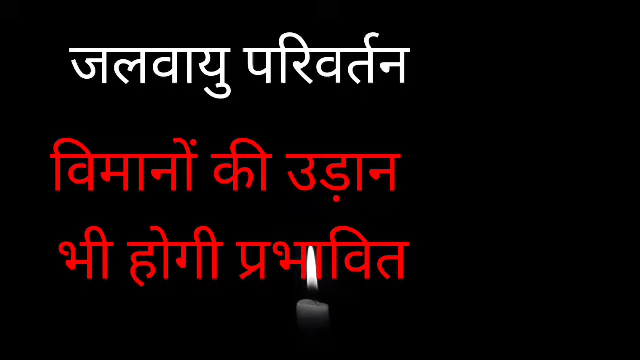 जलवायु परिवर्तन
विमानों की उड़ान
भी होगी प्रभावित